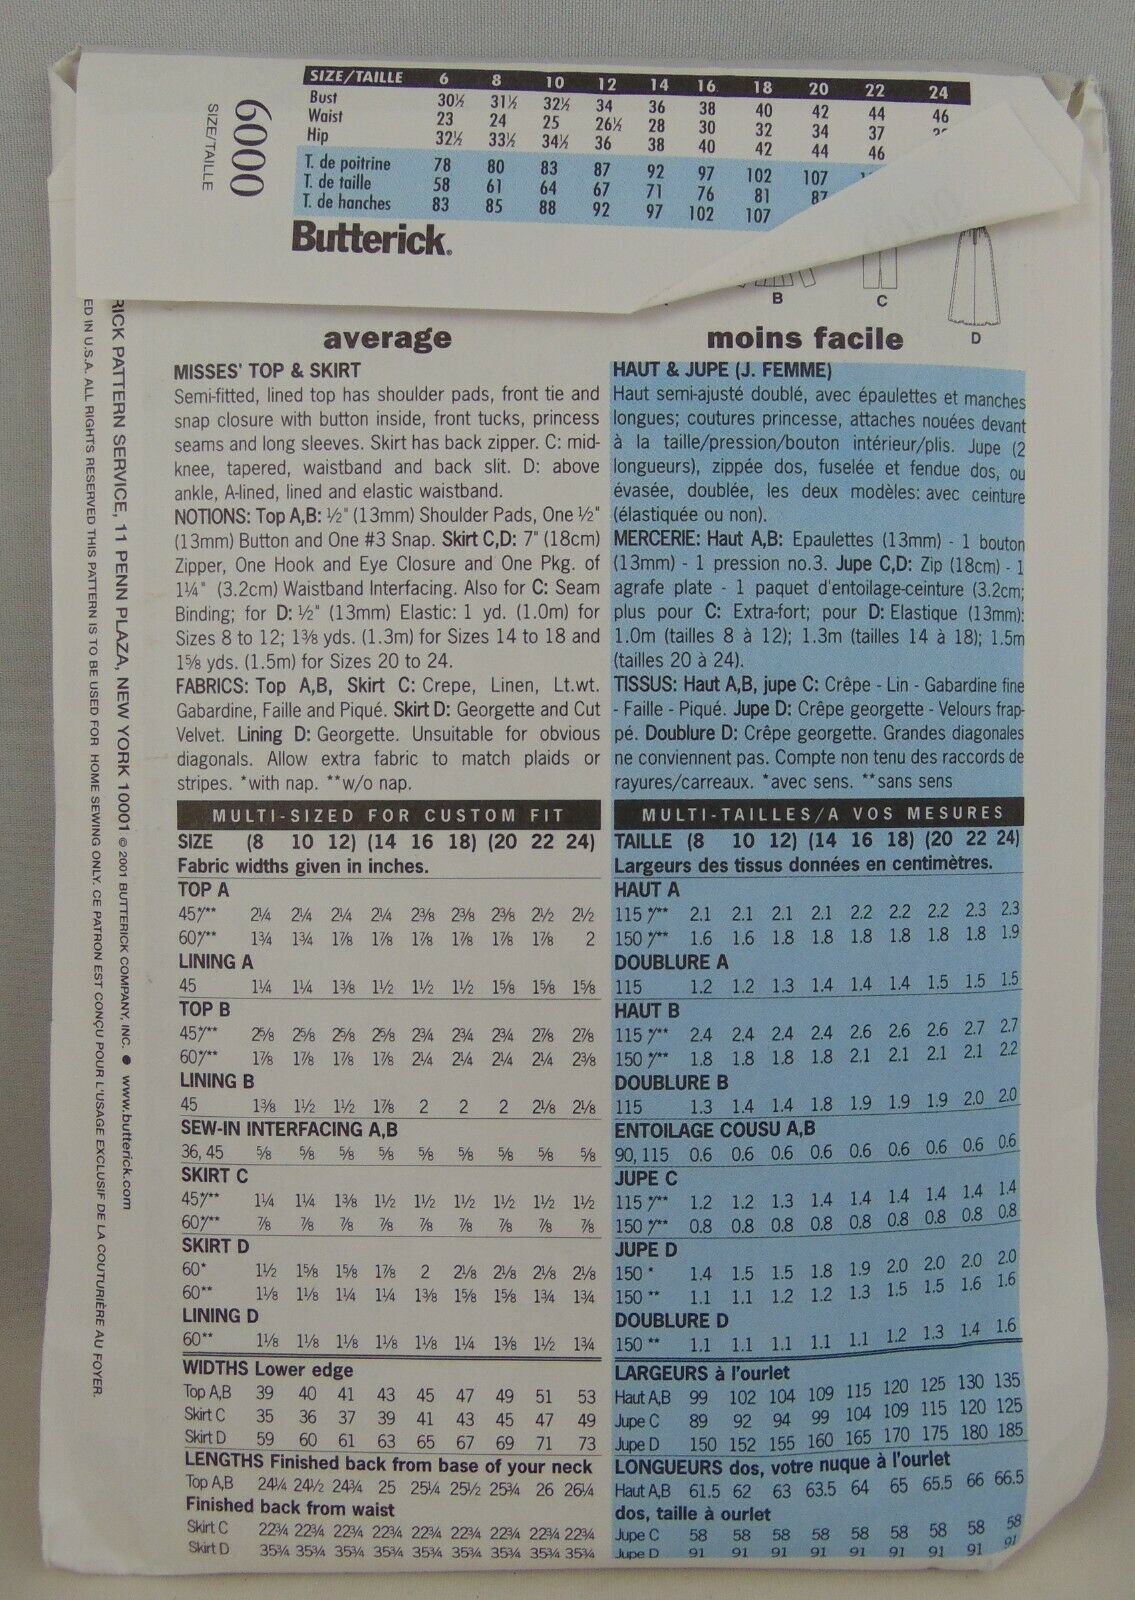 6000
SIZE/TAILLE
SIZE/TAILLE 6 8 10 12 14 16 18 20 22 24
Bust 30½ 31½ 32½ 34 36 38 40 42 44 46
Waist 23 24 25 26½ 28 30 32 34 37
Hip 32½ 33½ 34½ 36 38 40 42 44 46
T. de poitrine 78 80 83 87 92 97 102 107
T. de taille 58 61 64 67 71 76 81 87
T. de hanches 83 85 88 92 97 102 107
Butterick®
B C D
average
MISSES' TOP & SKIRT
Semi-fitted, lined top has shoulder pads, front tie and
snap closure with button inside, front tucks, princess
seams and long sleeves. Skirt has back zipper. C: mid-
knee, tapered, waistband and back slit. D: above
ankle, A-lined, lined and elastic waistband.
NOTIONS: Top A,B: ½" (13mm) Shoulder Pads, One ½"
(13mm) Button and One #3 Snap. Skirt C,D: 7" (18cm)
Zipper, One Hook and Eye Closure and One Pkg. of
1¼" (3.2cm) Waistband Interfacing. Also for C: Seam
Binding; for D: ½" (13mm) Elastic: 1 yd. (1.0m) for
Sizes 8 to 12; 1⅜ yds. (1.3m) for Sizes 14 to 18 and
1⅝ yds. (1.5m) for Sizes 20 to 24.
FABRICS: Top A,B, Skirt C: Crepe, Linen, Lt.wt.
Gabardine, Faille and Piqué. Skirt D: Georgette and Cut
Velvet. Lining D: Georgette. Unsuitable for obvious
diagonals. Allow extra fabric to match plaids or
stripes. *with nap. **w/o nap.
MULTI-SIZED FOR CUSTOM FIT
SIZE (8 10 12) (14 16 18) (20 22 24)
Fabric widths given in inches.
TOP A
45*/** 2¼ 2¼ 2¼ 2¼ 2⅜ 2⅜ 2⅜ 2½ 2½
60*/** 1¾ 1¾ 1⅞ 1⅞ 1⅞ 1⅞ 1⅞ 1⅞ 2
LINING A
45 1¼ 1¼ 1⅜ 1½ 1½ 1½ 1⅝ 1⅝ 1⅝
TOP B
45*/** 2⅝ 2⅝ 2⅝ 2⅝ 2¾ 2¾ 2¾ 2⅞ 2⅞
60*/** 1⅞ 1⅞ 1⅞ 1⅞ 2¼ 2¼ 2¼ 2¼ 2⅜
LINING B
45 1⅜ 1½ 1½ 1⅞ 2 2 2 2⅛ 2⅛
SEW-IN INTERFACING A,B
36, 45 ⅝ ⅝ ⅝ ⅝ ⅝ ⅝ ⅝ ⅝ ⅝
SKIRT C
45*/** 1¼ 1¼ 1⅜ 1½ 1½ 1½ 1½ 1½ 1½
60*/** ⅞ ⅞ ⅞ ⅞ ⅞ ⅞ ⅞ ⅞ ⅞
SKIRT D
60* 1½ 1⅝ 1⅝ 1⅞ 2 2⅛ 2⅛ 2⅛ 2⅛
60** 1⅛ 1⅛ 1¼ 1¼ 1⅜ 1⅝ 1⅝ 1¾ 1¾
LINING D
60** 1⅛ 1⅛ 1⅛ 1⅛ 1⅛ 1¼ 1⅜ 1½ 1¾
WIDTHS Lower edge
Top A,B 39 40 41 43 45 47 49 51 53
Skirt C 35 36 37 39 41 43 45 47 49
Skirt D 59 60 61 63 65 67 69 71 73
LENGTHS Finished back from base of your neck
Top A,B 24¼ 24½ 24¾ 25 25¼ 25½ 25¾ 26 26¼
Finished back from waist
Skirt C 22¾ 22¾ 22¾ 22¾ 22¾ 22¾ 22¾ 22¾ 22¾
Skirt D 35¾ 35¾ 35¾ 35¾ 35¾ 35¾ 35¾ 35¾ 35¾
moins facile
HAUT & JUPE (J. FEMME)
Haut semi-ajusté doublé, avec épaulettes et manches
longues; coutures princesse, attaches nouées devant
à la taille/pression/bouton intérieur/plis. Jupe (2
longueurs), zippée dos, fuselée et fendue dos, ou
évasée, doublée, les deux modèles: avec ceinture
(élastiquée ou non).
MERCERIE: Haut A,B: Epaulettes (13mm) - 1 bouton
(13mm) - 1 pression no.3. Jupe C,D: Zip (18cm) - 1
agrafe plate - 1 paquet d'entoilage-ceinture (3.2cm;
plus pour C: Extra-fort; pour D: Elastique (13mm):
1.0m (tailles 8 à 12); 1.3m (tailles 14 à 18); 1.5m
(tailles 20 à 24).
TISSUS: Haut A,B, jupe C: Crêpe - Lin - Gabardine fine
- Faille - Piqué. Jupe D: Crêpe georgette - Velours frap-
pé. Doublure D: Crêpe georgette. Grandes diagonales
ne conviennent pas. Compte non tenu des raccords de
rayures/carreaux. *avec sens. **sans sens
MULTI-TAILLES/A VOS MESURES
TAILLE (8 10 12) (14 16 18) (20 22 24)
Largeurs des tissus données en centimètres.
HAUT A
115 */** 2.1 2.1 2.1 2.1 2.2 2.2 2.2 2.3 2.3
150 */** 1.6 1.6 1.8 1.8 1.8 1.8 1.8 1.8 1.9
DOUBLURE A
115 1.2 1.2 1.3 1.4 1.4 1.4 1.5 1.5 1.5
HAUT B
115 */** 2.4 2.4 2.4 2.4 2.6 2.6 2.6 2.7 2.7
150 */** 1.8 1.8 1.8 1.8 2.1 2.1 2.1 2.1 2.2
DOUBLURE B
115 1.3 1.4 1.4 1.8 1.9 1.9 1.9 2.0 2.0
ENTOILAGE COUSU A,B
90, 115 0.6 0.6 0.6 0.6 0.6 0.6 0.6 0.6 0.6
JUPE C
115 */** 1.2 1.2 1.3 1.4 1.4 1.4 1.4 1.4 1.4
150 */** 0.8 0.8 0.8 0.8 0.8 0.8 0.8 0.8 0.8
JUPE D
150 * 1.4 1.5 1.5 1.8 1.9 2.0 2.0 2.0 2.0
150 ** 1.1 1.1 1.2 1.2 1.3 1.5 1.5 1.6 1.6
DOUBLURE D
150 ** 1.1 1.1 1.1 1.1 1.1 1.2 1.3 1.4 1.6
LARGEURS à l'ourlet
Haut A,B 99 102 104 109 115 120 125 130 135
Jupe C 89 92 94 99 104 109 115 120 125
Jupe D 150 152 155 160 165 170 175 180 185
LONGUEURS dos, votre nuque à l'ourlet
Haut A,B 61.5 62 63 63.5 64 65 65.5 66 66.5
dos, taille à ourlet
Jupe C 58 58 58 58 58 58 58 58 58
Jupe D 91 91 91 91 91 91 91 91 91
RICK PATTERN SERVICE, 11 PENN PLAZA, NEW YORK 10001 © 2001 BUTTERICK COMPANY, INC. ● www.butterick.com
ED IN U.S.A. ALL RIGHTS RESERVED THIS PATTERN IS TO BE USED FOR HOME SEWING ONLY. CE PATRON EST CONÇU POUR L'USAGE EXCLUSIF DE LA COUTURIÈRE AU FOYER.